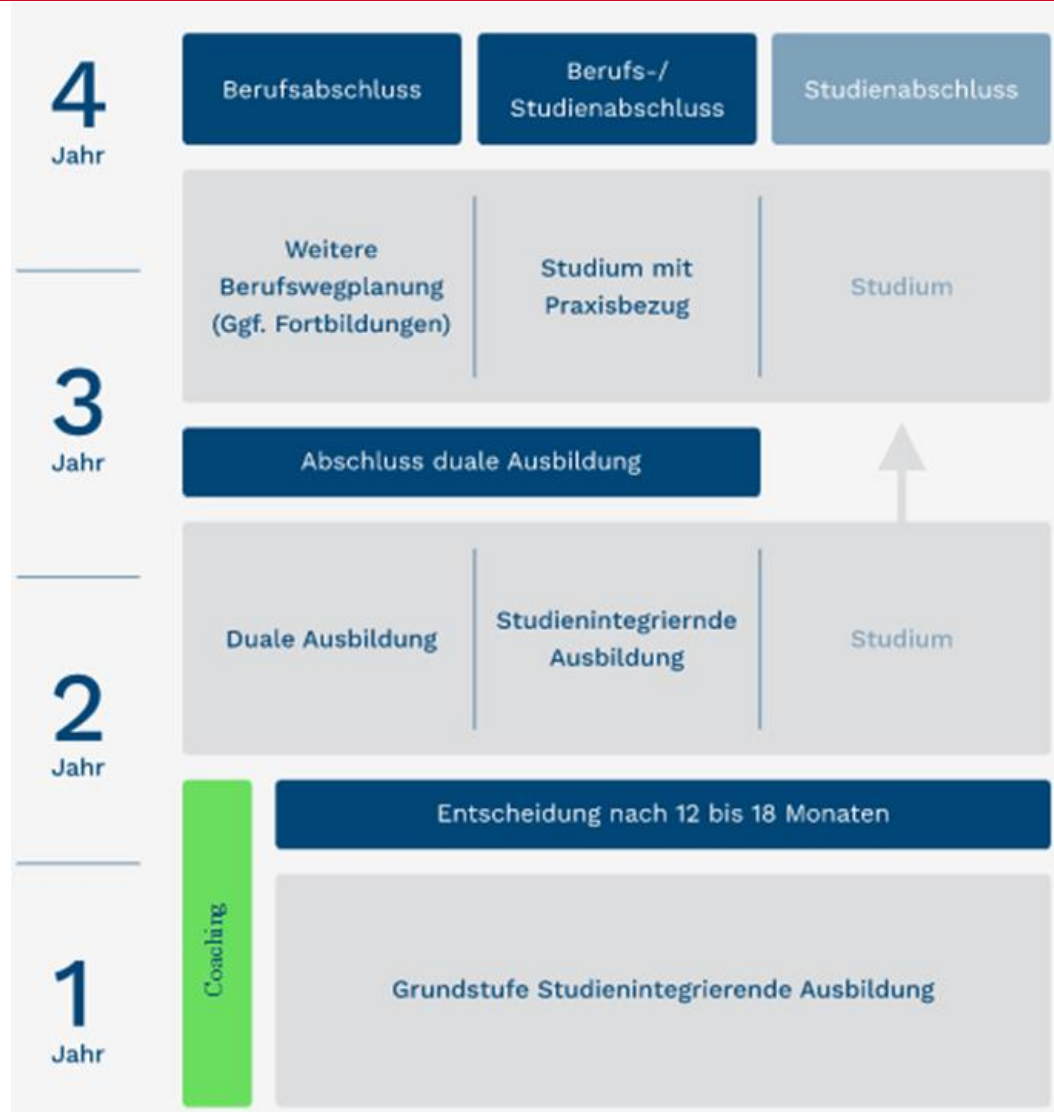 4
Jahr
Berufsabschluss
Berufs-/
Studienabschluss
Studienabschluss
Weitere
Berufswegplanung
(Ggf. Fortbildungen)
Studium mit
Praxisbezug
Studium
3
Jahr
Abschluss duale Ausbildung
Duale Ausbildung
Studienintegriernde
Ausbildung
Studium
2
Jahr
Entscheidung nach 12 bis 18 Monaten
Coaching
1
Jahr
Grundstufe Studienintegrierende Ausbildung